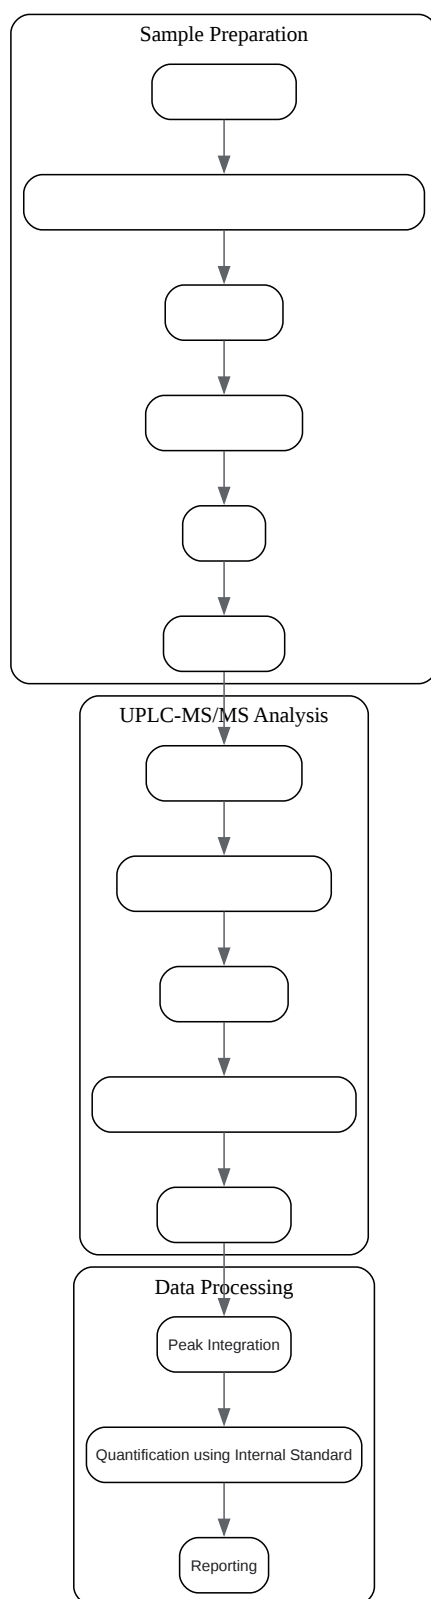 Sample Preparation
UPLC-MS/MS Analysis
Data Processing
Peak Integration
Quantification using Internal Standard
Reporting